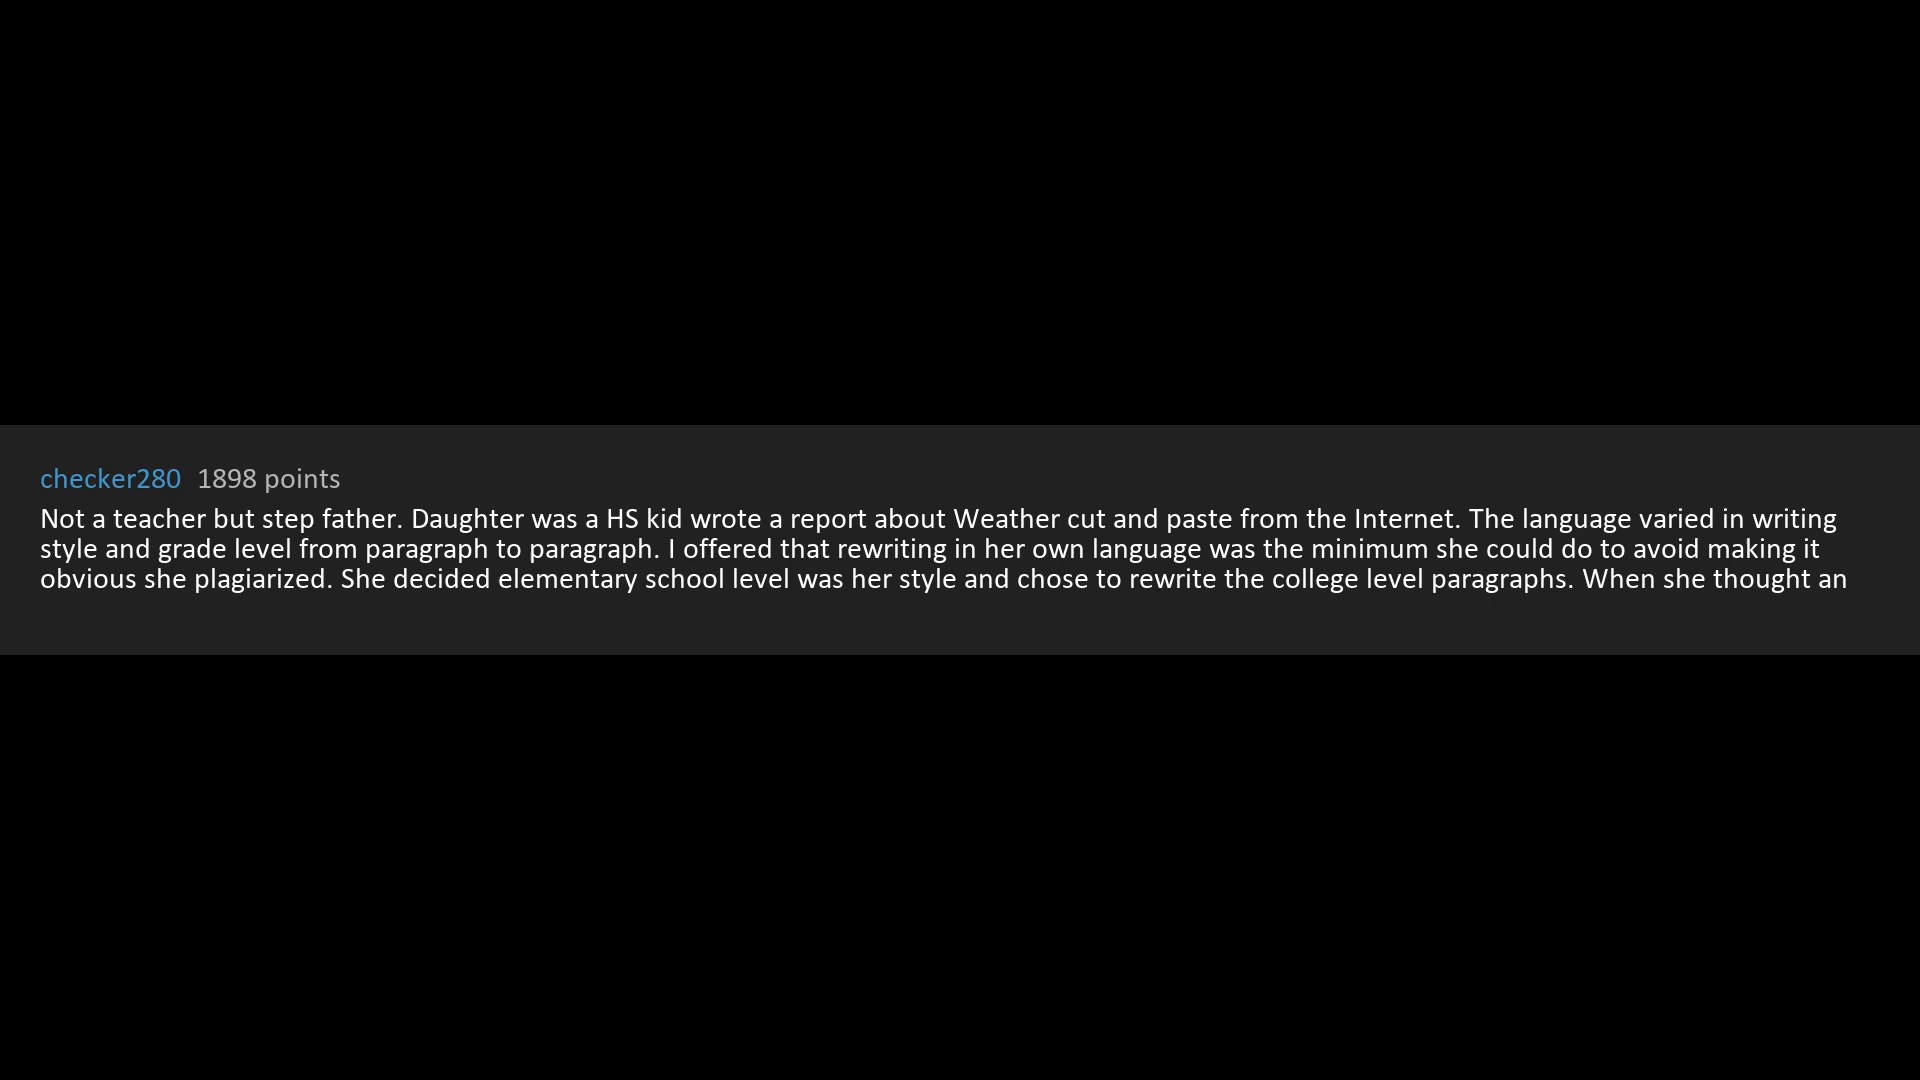 checker280 1898 points
Not a teacher but step father. Daughter was a HS kid wrote a report about Weather cut and paste from the Internet. The language varied in writing
style and grade level from paragraph to paragraph. I offered that rewriting in her own language was the minimum she could do to avoid making it
obvious she plagiarized. She decided elementary school level was her style and chose to rewrite the college level paragraphs. When she thought an